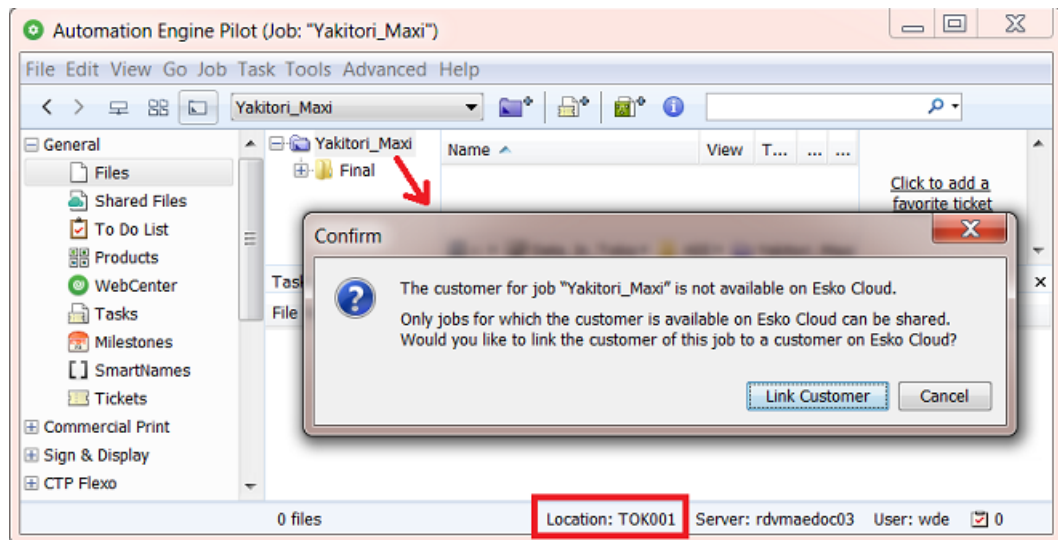 Automation Engine Pilot (Job: "Yakitori_Maxi")
File Edit View Go Job Task Tools Advanced Help
Yakitori_Maxi
General
Files
Shared Files
To Do List
Products
WebCenter
Tasks
Milestones
SmartNames
Tickets
Commercial Print
Sign & Display
CTP Flexo
Yakitori_Maxi
Final
Name View T... ... ...
Click to add a
favorite ticket
Confirm
The customer for job "Yakitori_Maxi" is not available on Esko Cloud.
Only jobs for which the customer is available on Esko Cloud can be shared.
Would you like to link the customer of this job to a customer on Esko Cloud?
Link Customer Cancel
File
0 files Location: TOK001 Server: rdvmaedoc03 User: wde 0